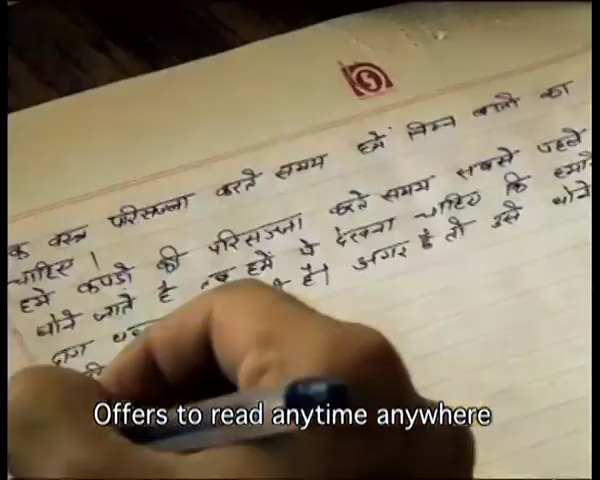 क वस्त्र परिसज्जा करते समय हमें निम्न बातों का
चाहिए।
हमें कपड़ो की परिसज्जा करते समय सबसे पहले
धोने जाते है हमें ये देखना चाहिए कि हमारे
दाग है। अगर है तो उसे धोने
Offers to read anytime anywhere